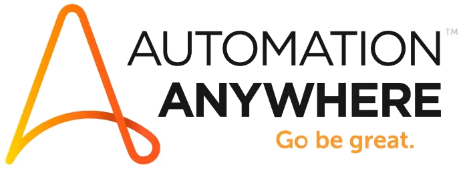 AUTOMATION™
ANYWHERE
Go be great.